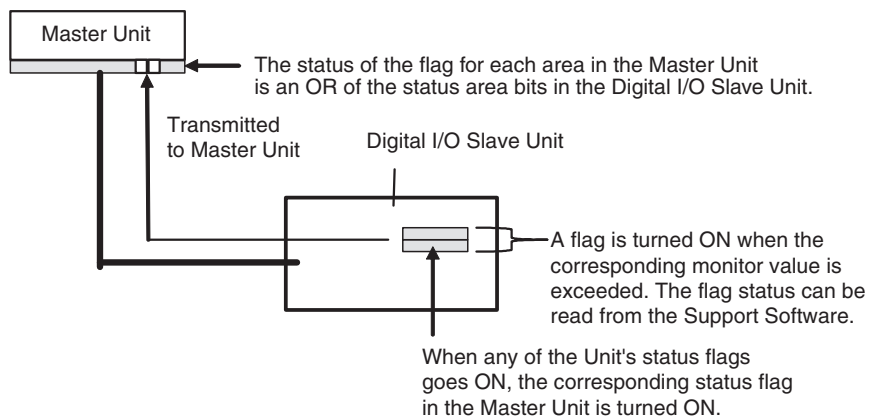 Master Unit
The status of the flag for each area in the Master Unit
is an OR of the status area bits in the Digital I/O Slave Unit.
Transmitted
to Master Unit
Digital I/O Slave Unit
A flag is turned ON when the
corresponding monitor value is
exceeded. The flag status can be
read from the Support Software.
When any of the Unit's status flags
goes ON, the corresponding status flag
in the Master Unit is turned ON.